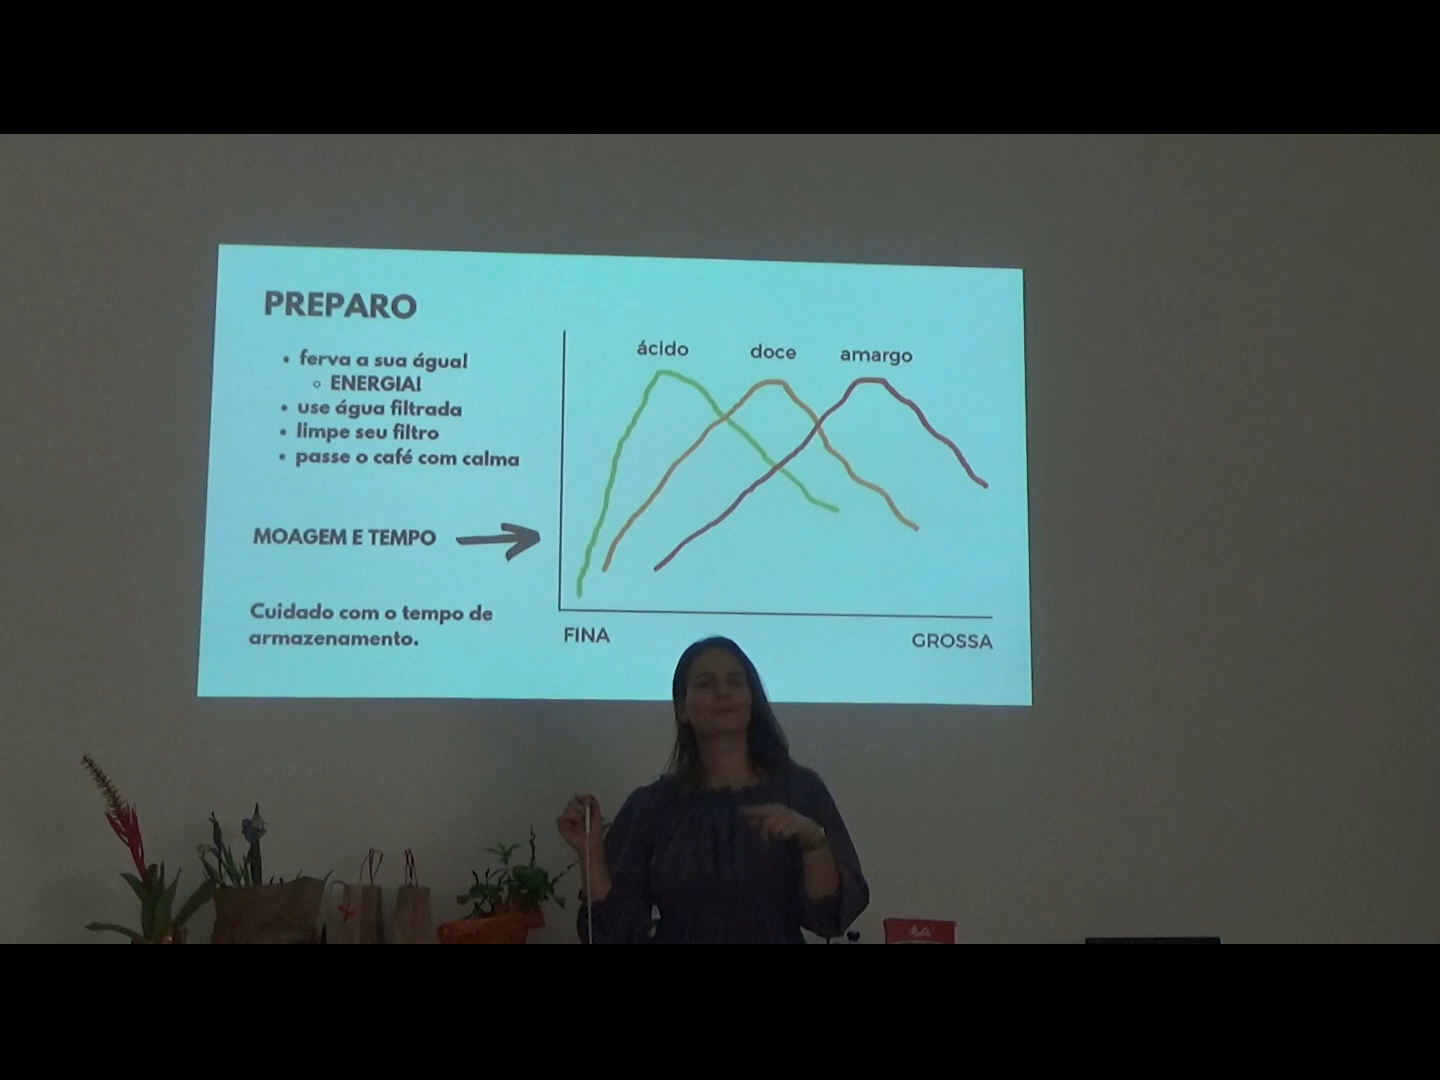 PREPARO
• ferva a sua água!
○ ENERGIA!
• use água filtrada
• limpe seu filtro
• passe o café com calma
MOAGEM E TEMPO
Cuidado com o tempo de
armazenamento.
ácido doce amargo
FINA GROSSA